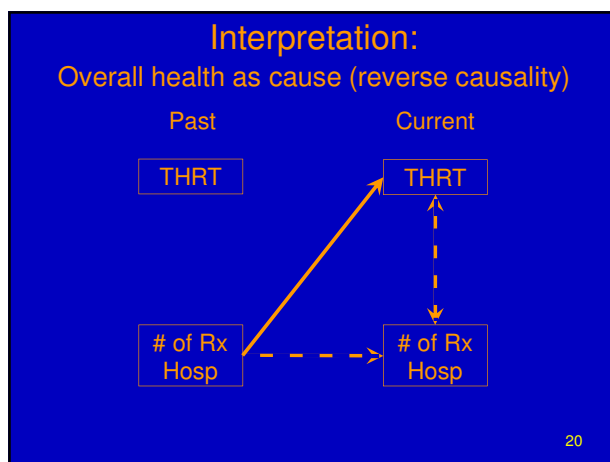 Interpretation:
Overall health as cause (reverse causality)
Past Current
THRT THRT
# of Rx # of Rx
Hosp Hosp
20